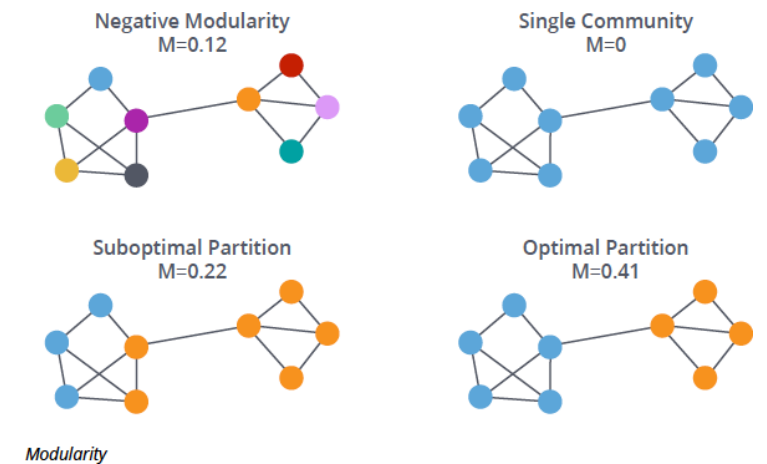 Negative Modularity
M=0.12
Single Community
M=0
Suboptimal Partition
M=0.22
Optimal Partition
M=0.41
Modularity